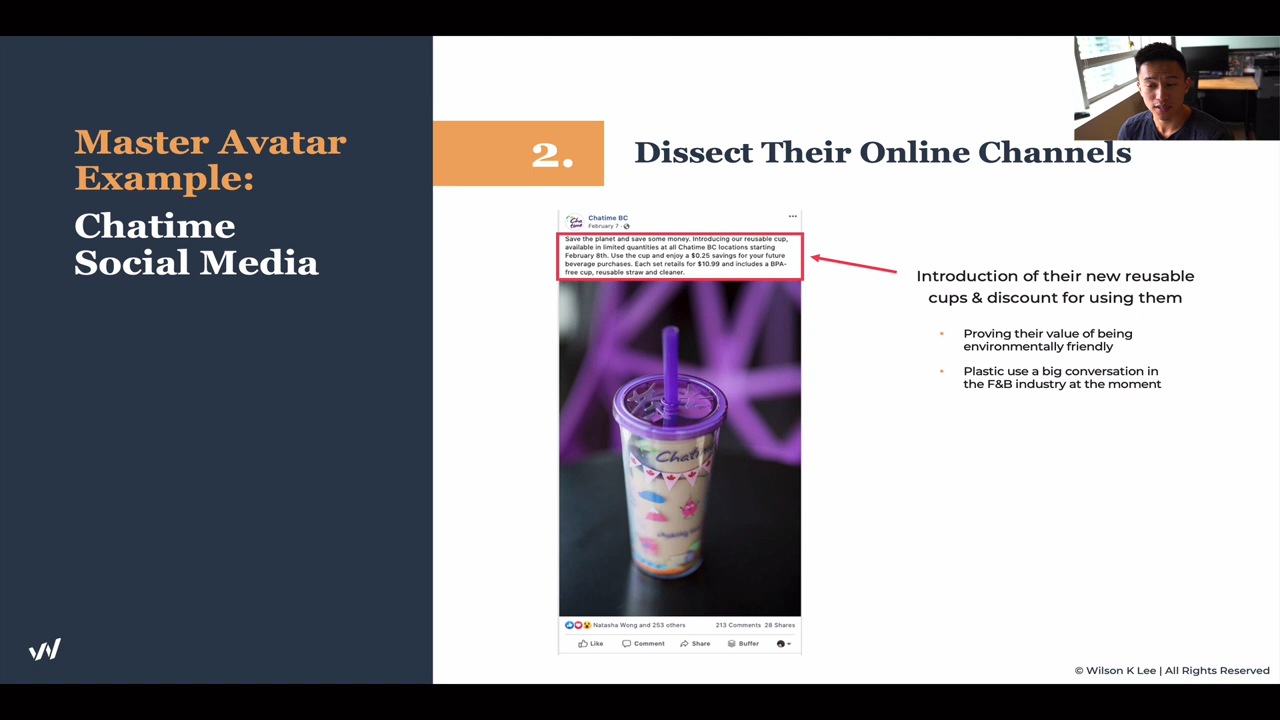 Master Avatar
Example:
Chatime
Social Media
2.
Dissect Their Online Channels
Chatime BC
February 7 ·
Save the planet and save some money. Introducing our reusable cup,
available in limited quantities at all Chatime BC locations starting
February 8th. Use the cup and enjoy a $0.25 savings for your future
beverage purchases. Each set retails for $10.99 and includes a BPA-
free cup, reusable straw and cleaner.
Chatime
Natasha Wong and 253 others
213 Comments 28 Shares
Like
Comment
Share
Buffer
Introduction of their new reusable
cups & discount for using them
• Proving their value of being
environmentally friendly
• Plastic use a big conversation in
the F&B industry at the moment
© Wilson K Lee | All Rights Reserved